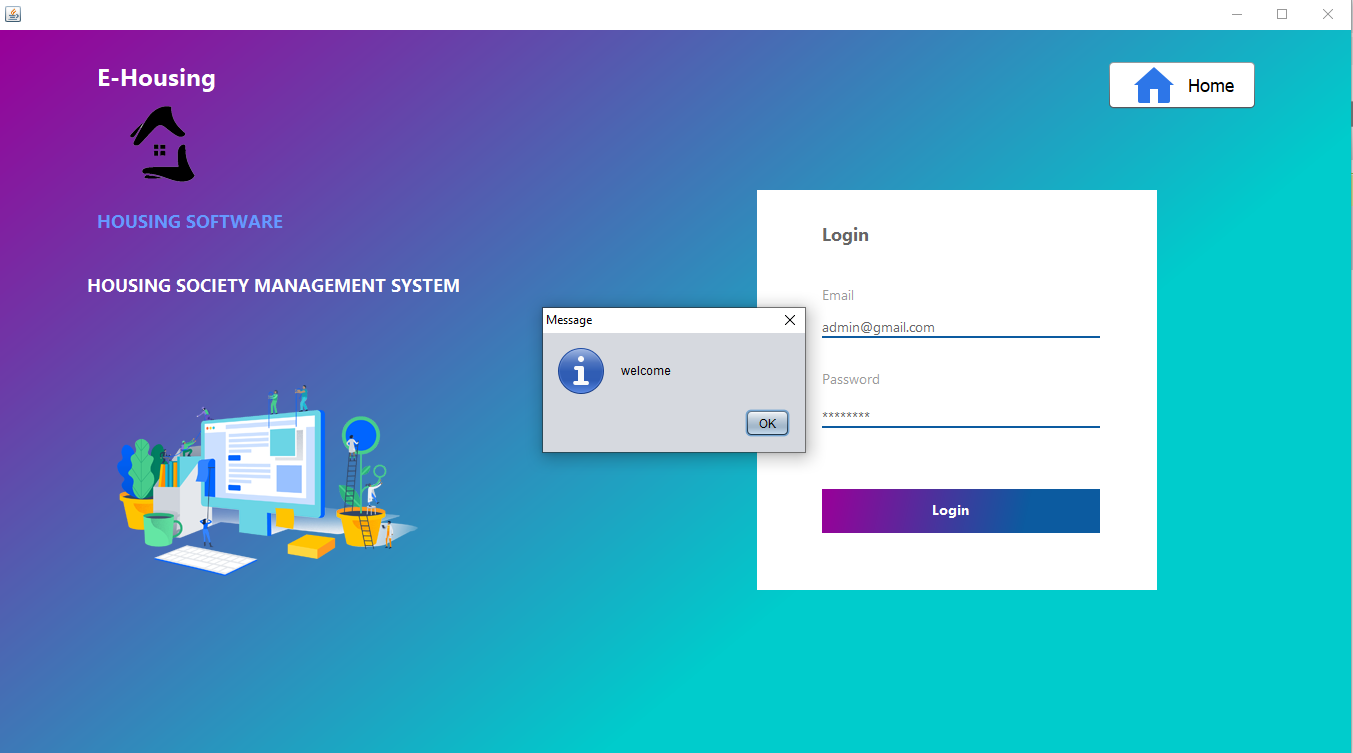 E-Housing
Home
HOUSING SOFTWARE
HOUSING SOCIETY MANAGEMENT SYSTEM
Login
Email
admin@gmail.com
Password
********
Login
Message
welcome
OK